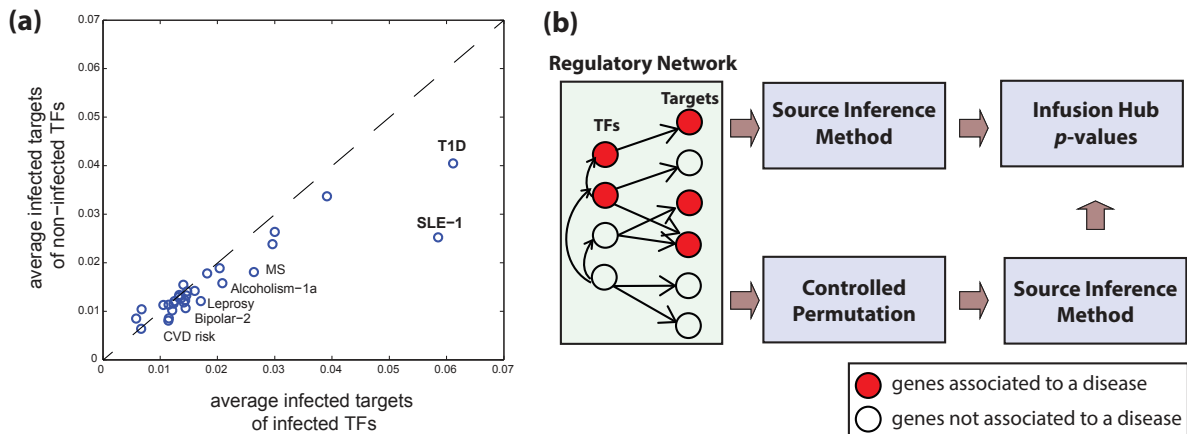 (a)
0.07
0.06
0.05
0.04
0.03
0.02
0.01
0
average infected targets
of non−infected TFs
T1D
SLE−1
MS
Alcoholism−1a
Leprosy
Bipolar−2
CVD risk
0 0.01 0.02 0.03 0.04 0.05 0.06 0.07
average infected targets
of infected TFs
(b)
Regulatory Network
Targets
TFs
Source Inference
Method
Infusion Hub
p-values
Controlled
Permutation
Source Inference
Method
genes associated to a disease
genes not associated to a disease